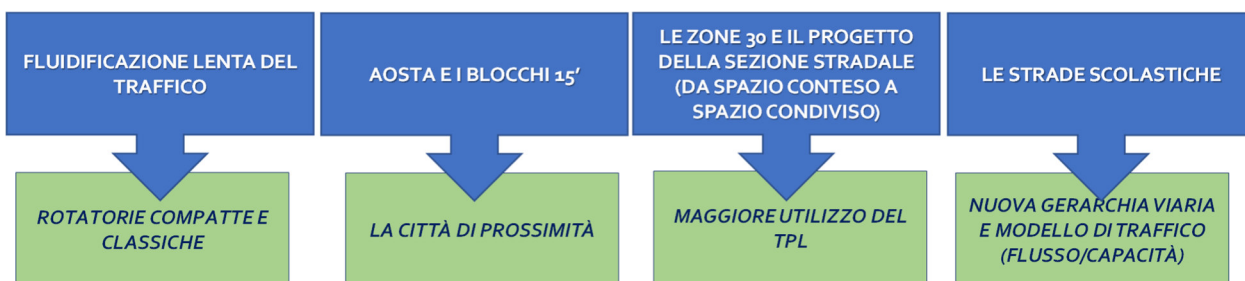 FLUIDIFICAZIONE LENTA DEL
TRAFFICO
AOSTA E I BLOCCHI 15’
LE ZONE 30 E IL PROGETTO
DELLA SEZIONE STRADALE
(DA SPAZIO CONTESO A
SPAZIO CONDIVISO)
LE STRADE SCOLASTICHE
ROTATORIE COMPATTE E
CLASSICHE
LA CITTÀ DI PROSSIMITÀ
MAGGIORE UTILIZZO DEL
TPL
NUOVA GERARCHIA VIARIA
E MODELLO DI TRAFFICO
(FLUSSO/CAPACITÀ)